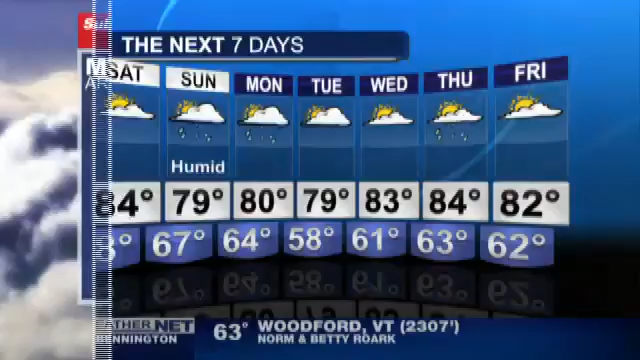 THE NEXT 7 DAYS
SAT SUN MON TUE WED THU FRI
Humid
84° 79° 80° 79° 83° 84° 82°
67° 64° 58° 61° 63° 62°
NET 63° WOODFORD, VT (2307')
BENNINGTON NORM & BETTY ROARK